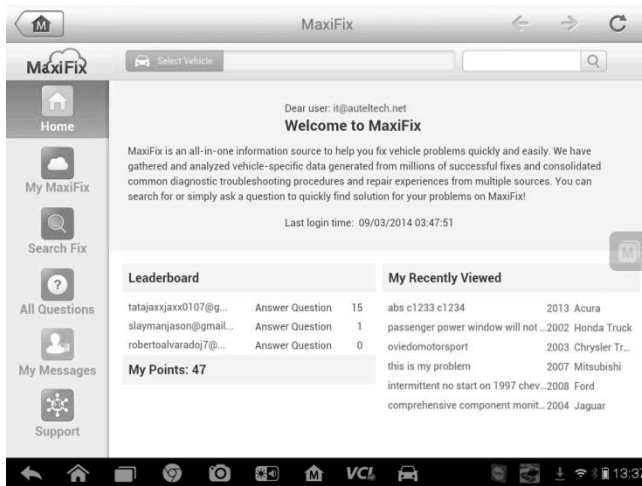 M
MaxiFix
MaxiFix
Select Vehicle
Home
My MaxiFix
Search Fix
All Questions
My Messages
Support
Dear user: it@auteltech.net
Welcome to MaxiFix
MaxiFix is an all-in-one information source to help you fix vehicle problems quickly and easily. We have
gathered and analyzed vehicle-specific data generated from millions of successful fixes and consolidated
common diagnostic troubleshooting procedures and repair experiences from multiple sources. You can
search for or simply ask a question to quickly find solution for your problems on MaxiFix!
Last login time: 09/03/2014 03:47:51
M
Leaderboard
tatajaxxjaxx0107@g... Answer Question 15
slaymanjason@gmail... Answer Question 1
robertoalvaradoj7@... Answer Question 0
My Points: 47
My Recently Viewed
abs c1233 c1234 2013 Acura
passenger power window will not ... 2002 Honda Truck
oviedomotorsport 2003 Chrysler Tr...
this is my problem 2007 Mitsubishi
intermittent no start on 1997 chev... 2008 Ford
comprehensive component monit... 2004 Jaguar
M VCI 13:37